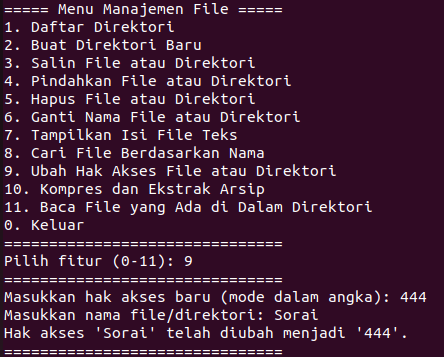 ===== Menu Manajemen File =====
1. Daftar Direktori
2. Buat Direktori Baru
3. Salin File atau Direktori
4. Pindahkan File atau Direktori
5. Hapus File atau Direktori
6. Ganti Nama File atau Direktori
7. Tampilkan Isi File Teks
8. Cari File Berdasarkan Nama
9. Ubah Hak Akses File atau Direktori
10. Kompres dan Ekstrak Arsip
11. Baca File yang Ada di Dalam Direktori
0. Keluar
===============================
Pilih fitur (0-11): 9
===============================
Masukkan hak akses baru (mode dalam angka): 444
Masukkan nama file/direktori: Sorai
Hak akses 'Sorai' telah diubah menjadi '444'.
===============================